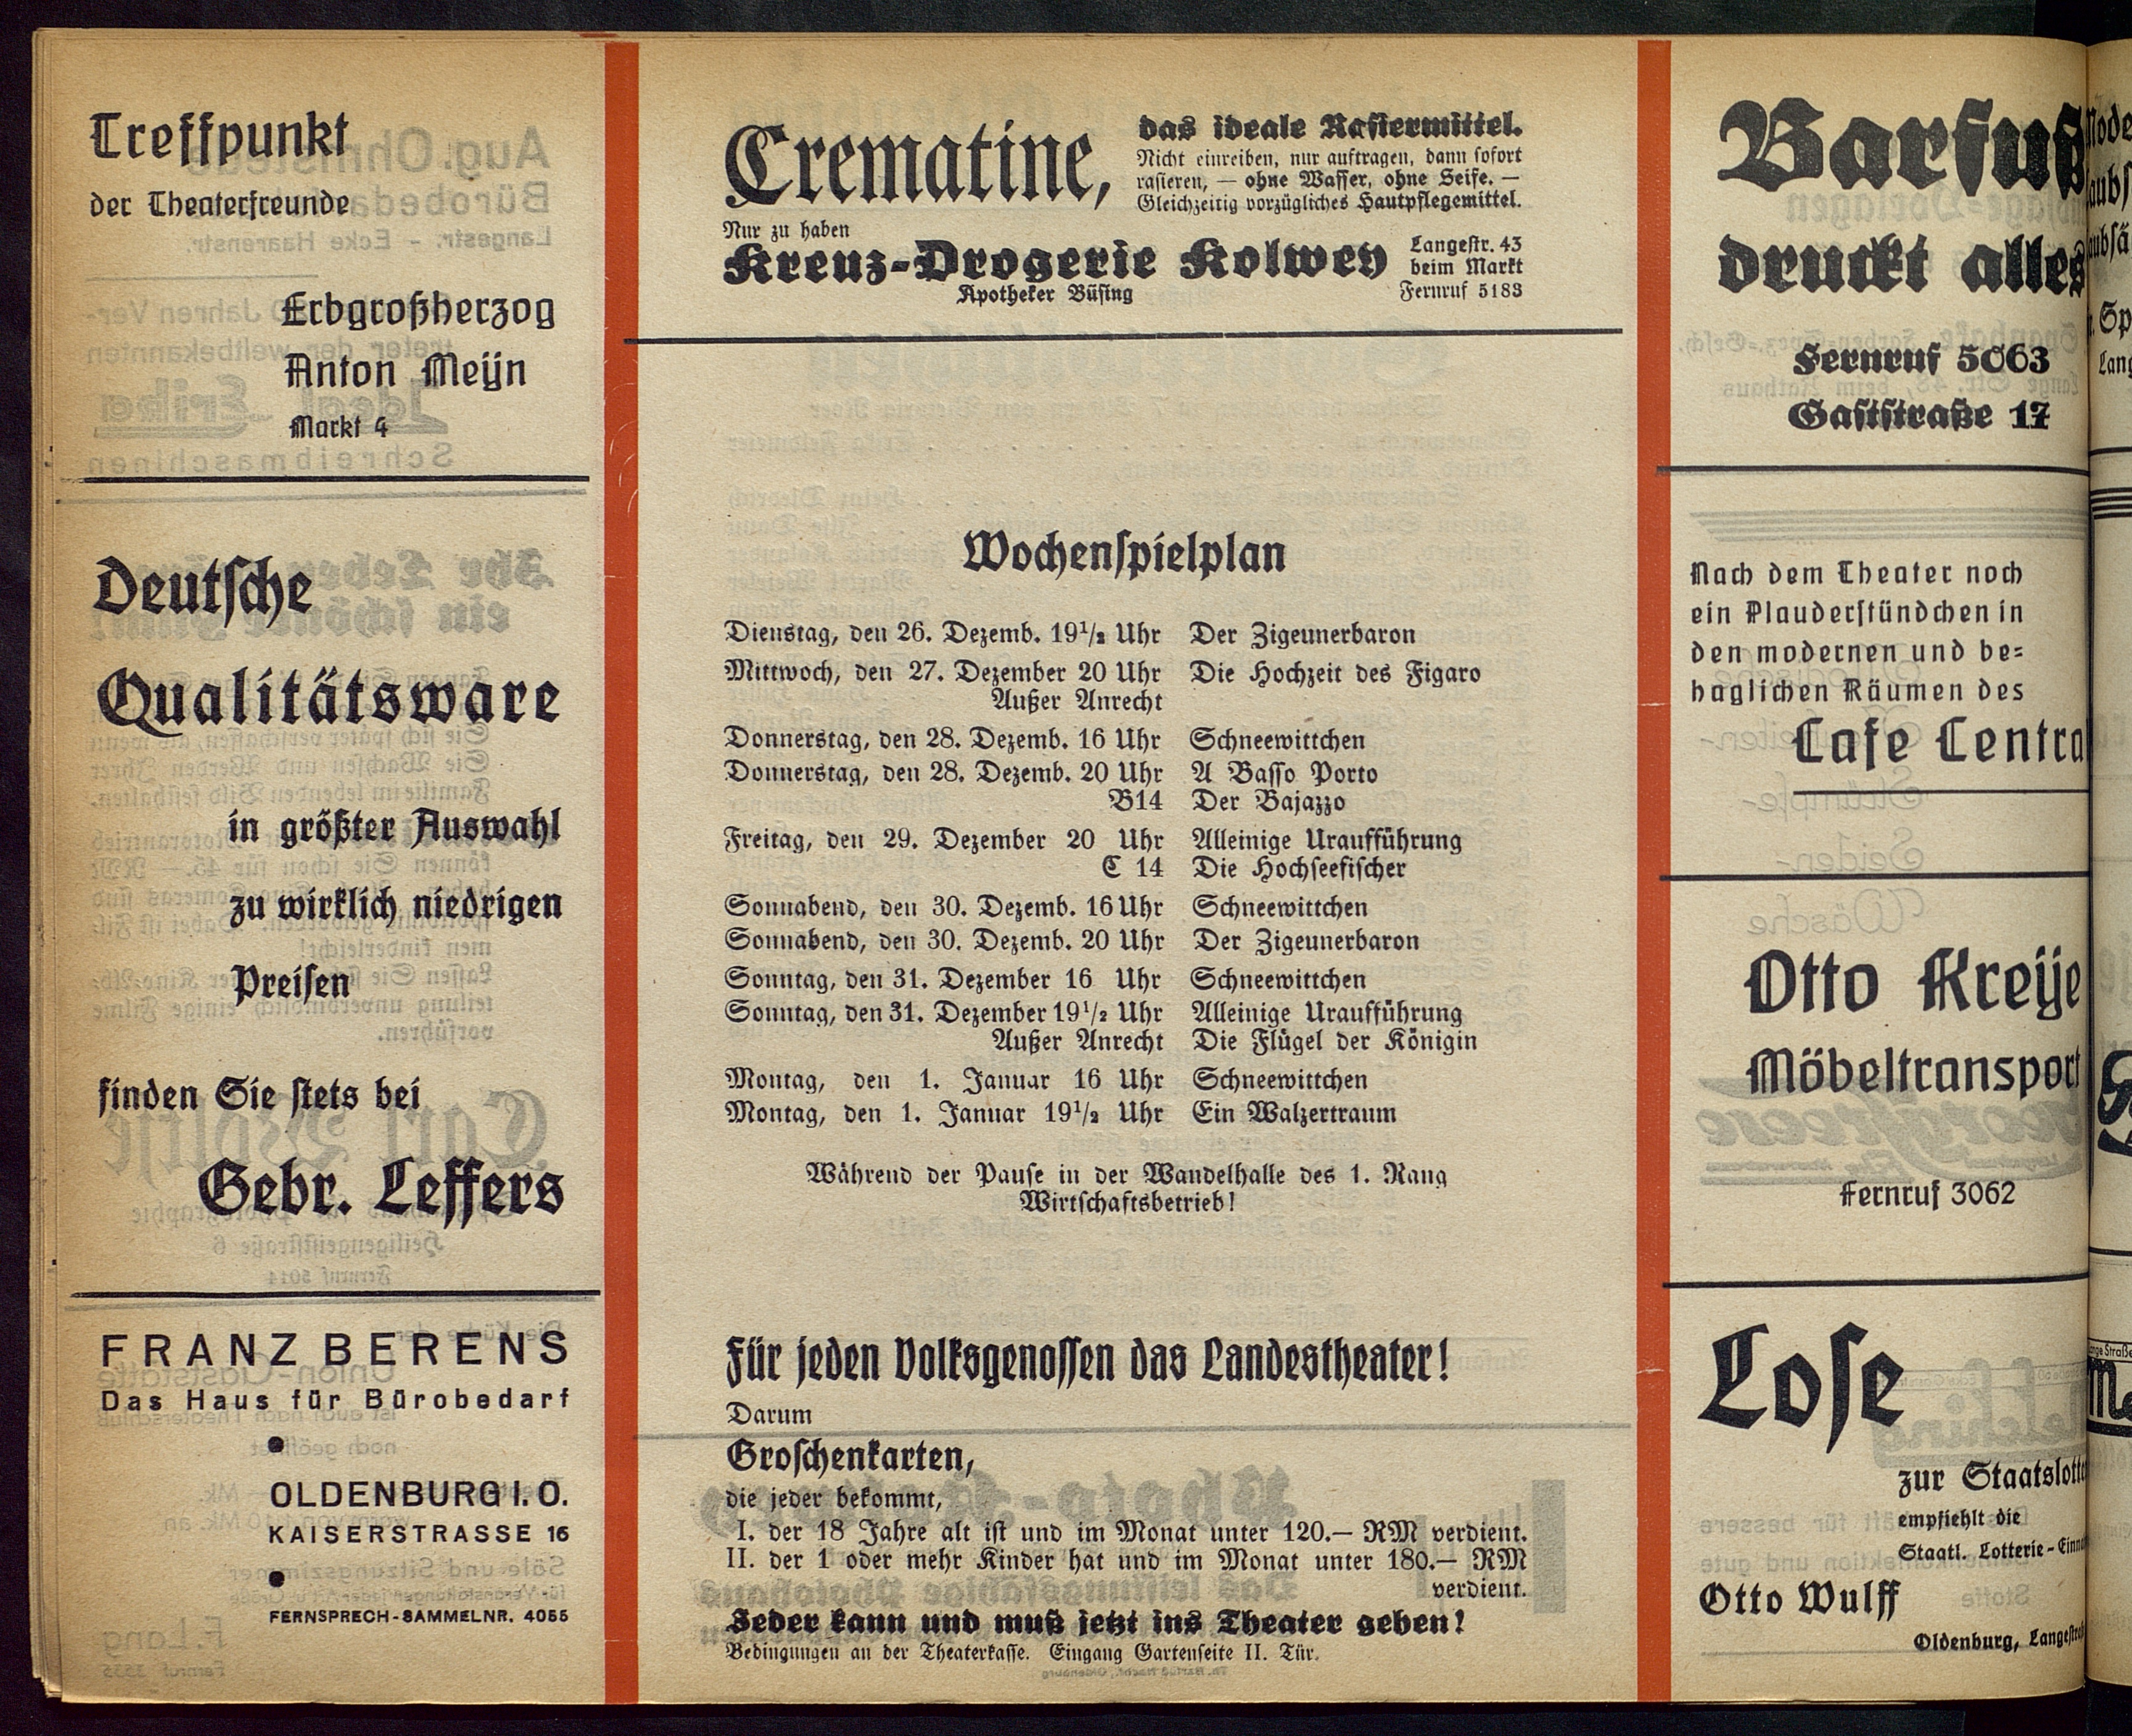 Treffpunkt
der Theaterfreunde
Erbgroßherzog
Anton Meijn
Markt 4
Deutsche
Qualitätsware
in größter Auswahl
zu wirklich niedrigen
Preisen
finden Sie stets bei
Gebr. Leffers
FRANZ BERENS
Das Haus für Bürobedarf
OLDENBURG I. O.
KAISERSTRASSE 16
FERNSPRECH-SAMMELNR. 4055
Crematine,
das ideale Rasiermittel.
Nicht einreiben, nur auftragen, dann sofort
rasieren, — ohne Wasser, ohne Seife. —
Gleichzeitig vorzügliches Hautpflegemittel.
Nur zu haben
Kreuz-Drogerie Kolwey
Apotheker Büsing
Langestr. 43
beim Markt
Fernruf 5183
Wochenspielplan
Dienstag, den 26. Dezemb. 19½ Uhr Der Zigeunerbaron
Mittwoch, den 27. Dezember 20 Uhr Die Hochzeit des Figaro
Außer Anrecht
Donnerstag, den 28. Dezemb. 16 Uhr Schneewittchen
Donnerstag, den 28. Dezemb. 20 Uhr A Basso Porto
B14 Der Bajazzo
Freitag, den 29. Dezember 20 Uhr Alleinige Uraufführung
C 14 Die Hochseefischer
Sonnabend, den 30. Dezemb. 16 Uhr Schneewittchen
Sonnabend, den 30. Dezemb. 20 Uhr Der Zigeunerbaron
Sonntag, den 31. Dezember 16 Uhr Schneewittchen
Sonntag, den 31. Dezember 19½ Uhr Alleinige Uraufführung
Außer Anrecht Die Flügel der Königin
Montag, den 1. Januar 16 Uhr Schneewittchen
Montag, den 1. Januar 19½ Uhr Ein Walzertraum
Während der Pause in der Wandelhalle des 1. Rang
Wirtschaftsbetrieb!
Für jeden Volksgenossen das Landestheater!
Darum
Groschenkarten,
die jeder bekommt,
I. der 18 Jahre alt ist und im Monat unter 120.— RM verdient.
II. der 1 oder mehr Kinder hat und im Monat unter 180.— RM
verdient.
Jeder kann und muß jetzt ins Theater gehen!
Bedingungen an der Theaterkasse. Eingang Gartenseite II. Tür.
Barfuß
druckt alles
Fernruf 5063
Gaststraße 17
Nach dem Theater noch
ein Plauderstündchen in
den modernen und be=
haglichen Räumen des
Cafe Centra
Otto Kreije
Möbeltransport
Fernruf 3062
Lose
zur Staatslott
empfiehlt die
Staatl. Lotterie-Einn
Otto Wulff
Oldenburg, Langestr